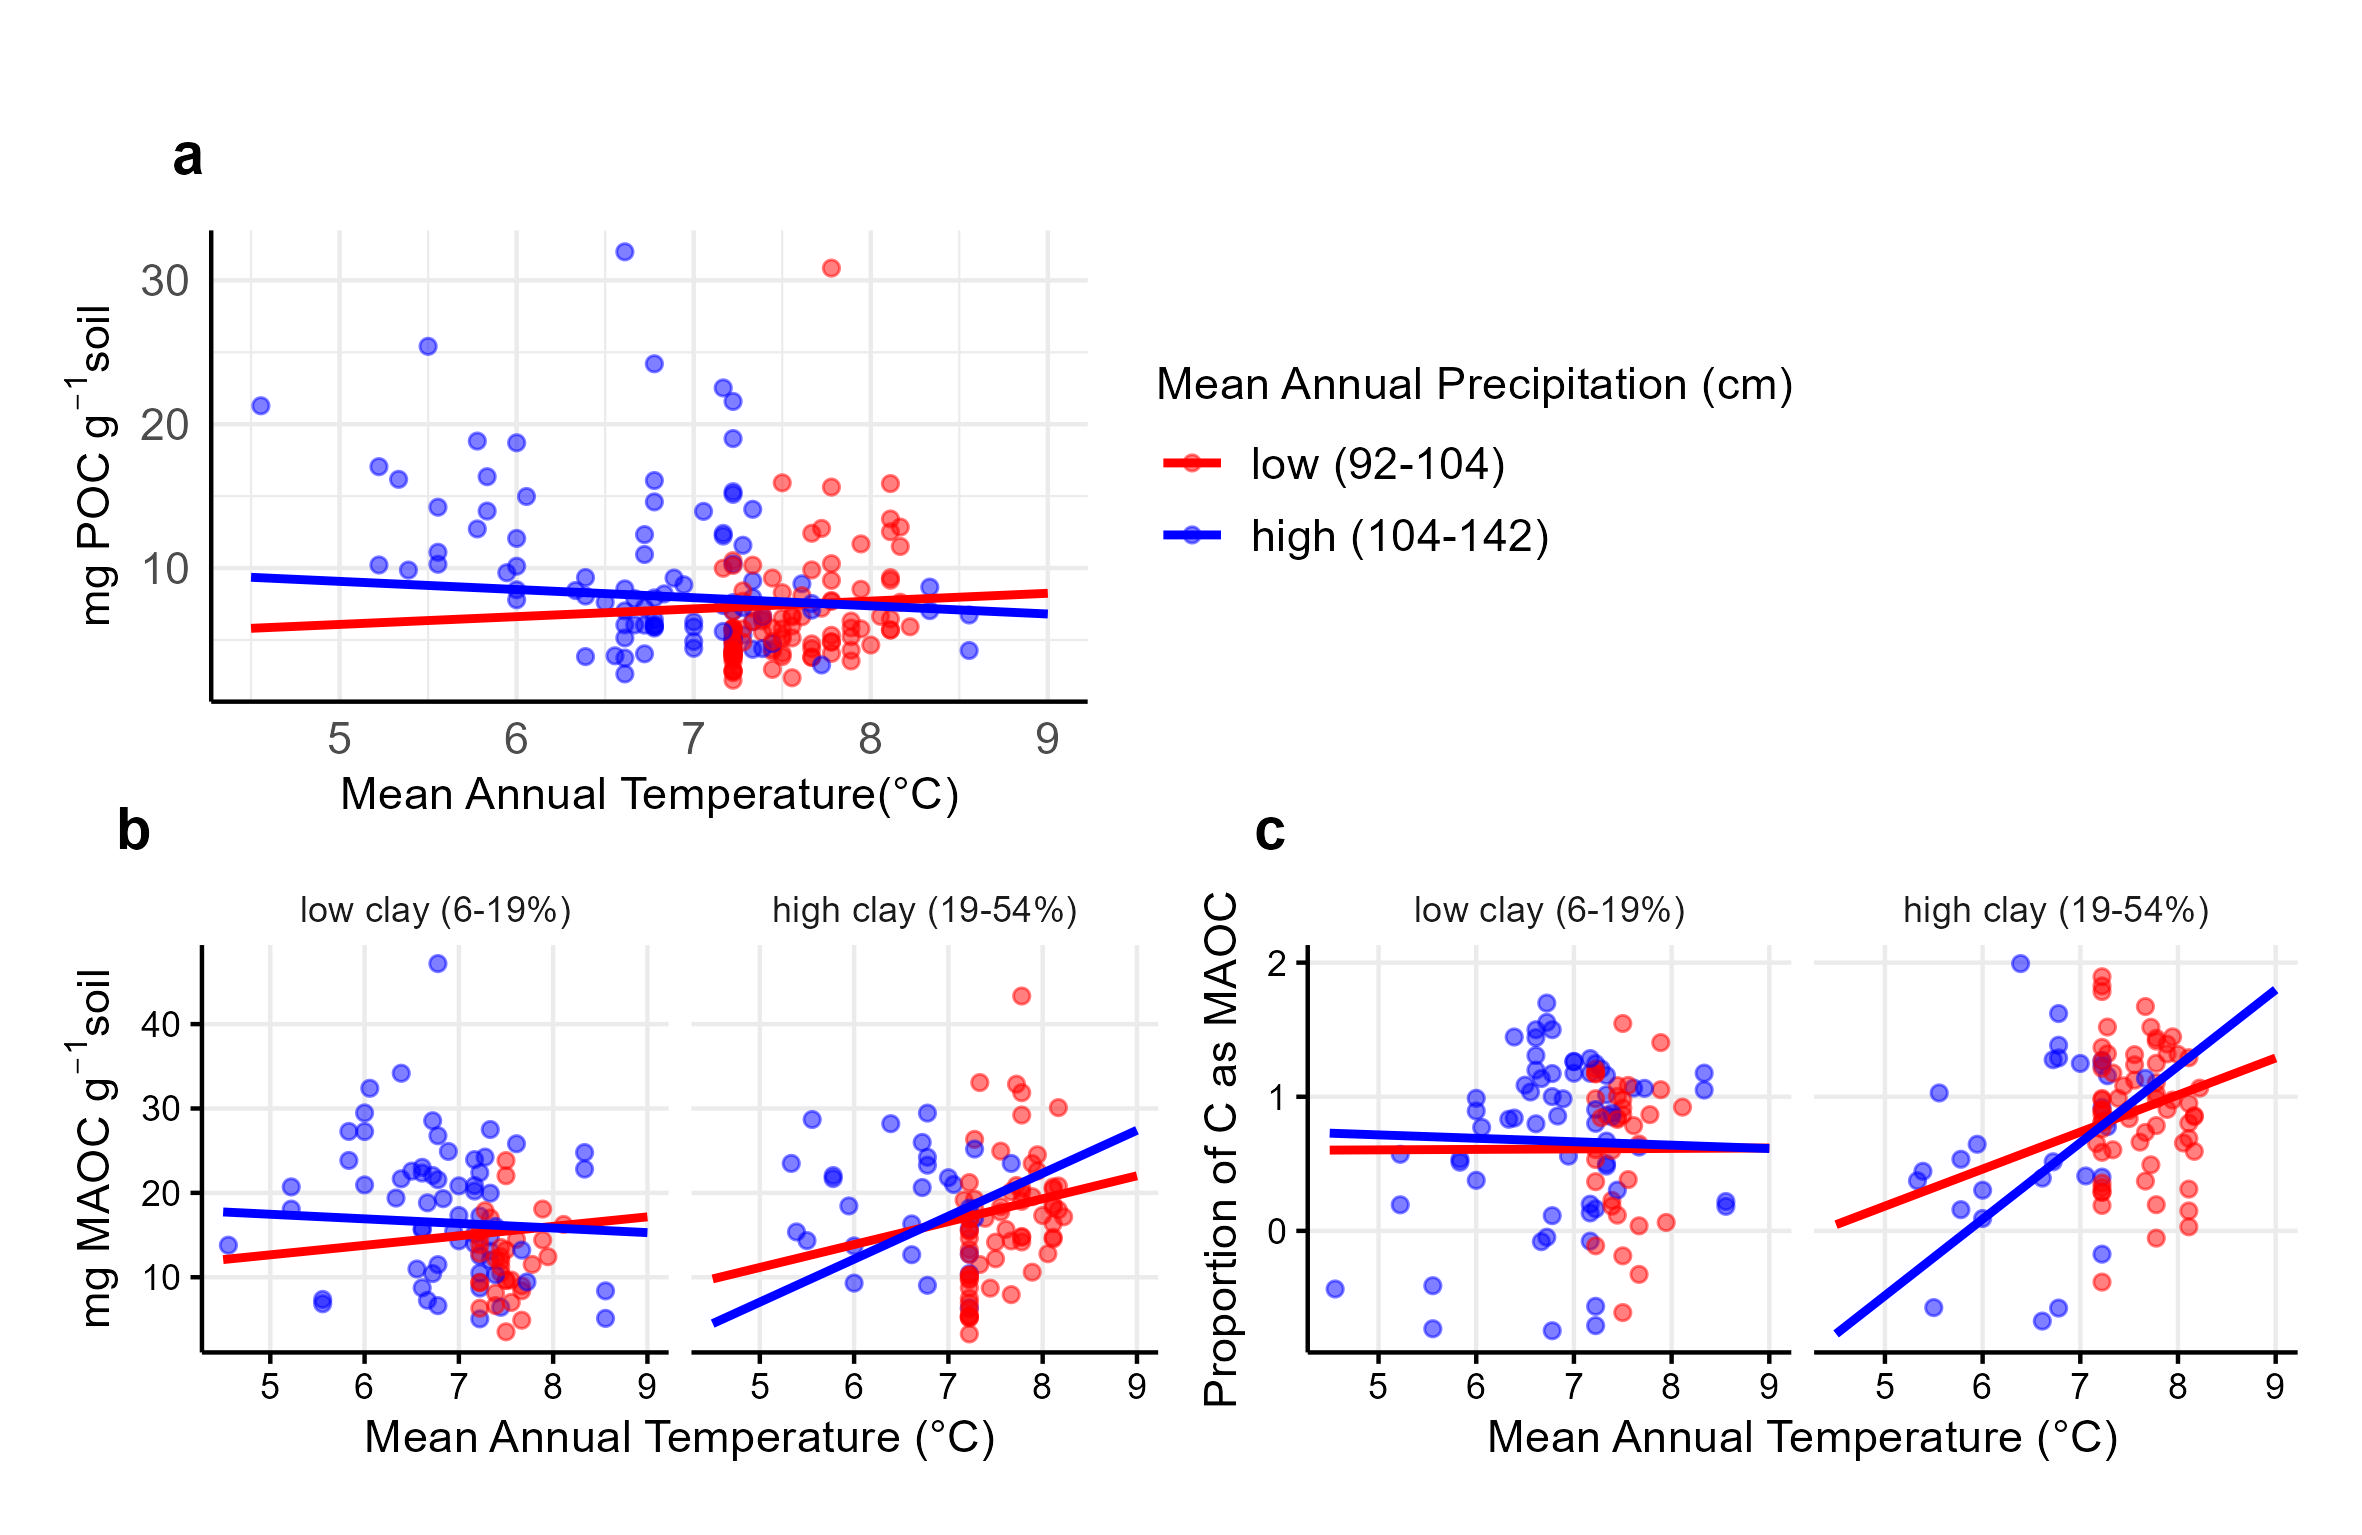 a
30
20
10
mg POC g⁻¹soil
5 6 7 8 9
Mean Annual Temperature(°C)
Mean Annual Precipitation (cm)
low (92-104)
high (104-142)
b
low clay (6-19%) high clay (19-54%)
40
30
20
10
mg MAOC g⁻¹soil
5 6 7 8 9 5 6 7 8 9
Mean Annual Temperature (°C)
c
low clay (6-19%) high clay (19-54%)
2
1
0
Proportion of C as MAOC
5 6 7 8 9 5 6 7 8 9
Mean Annual Temperature (°C)